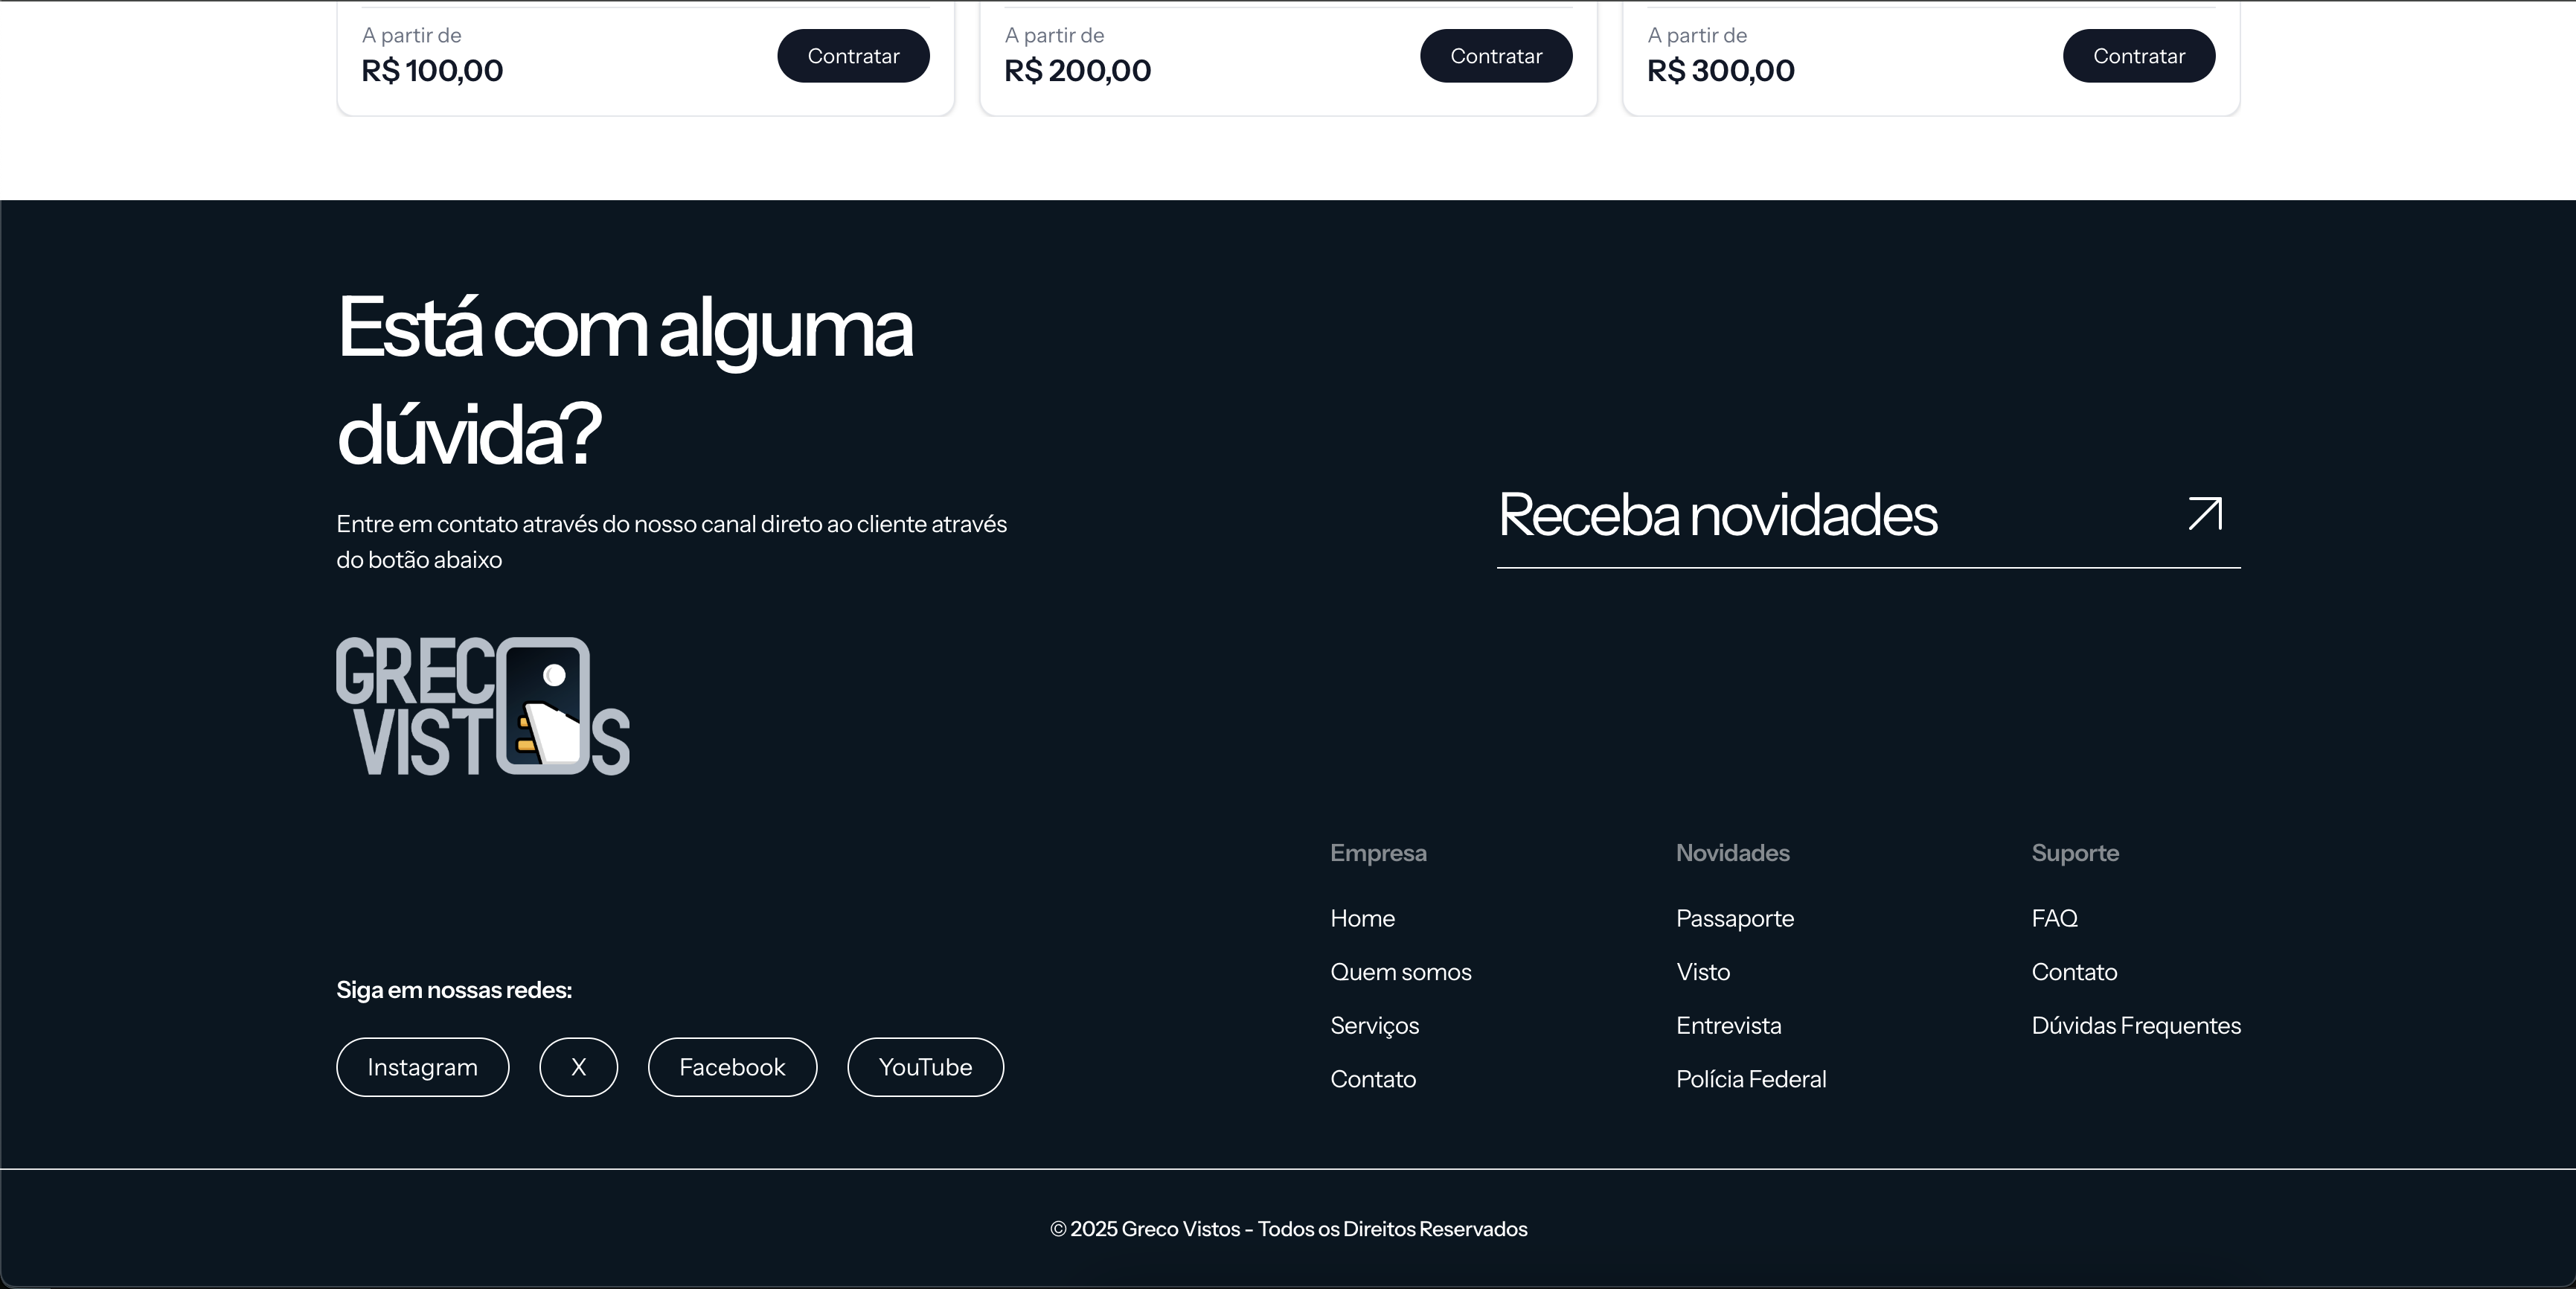 A partir de
R$ 100,00
Contratar
A partir de
R$ 200,00
Contratar
A partir de
R$ 300,00
Contratar
Está com alguma
dúvida?
Entre em contato através do nosso canal direto ao cliente através
do botão abaixo
Receba novidades
GRECO
VISTOS
Siga em nossas redes:
Instagram
X
Facebook
YouTube
Empresa
Home
Quem somos
Serviços
Contato
Novidades
Passaporte
Visto
Entrevista
Polícia Federal
Suporte
FAQ
Contato
Dúvidas Frequentes
© 2025 Greco Vistos - Todos os Direitos Reservados